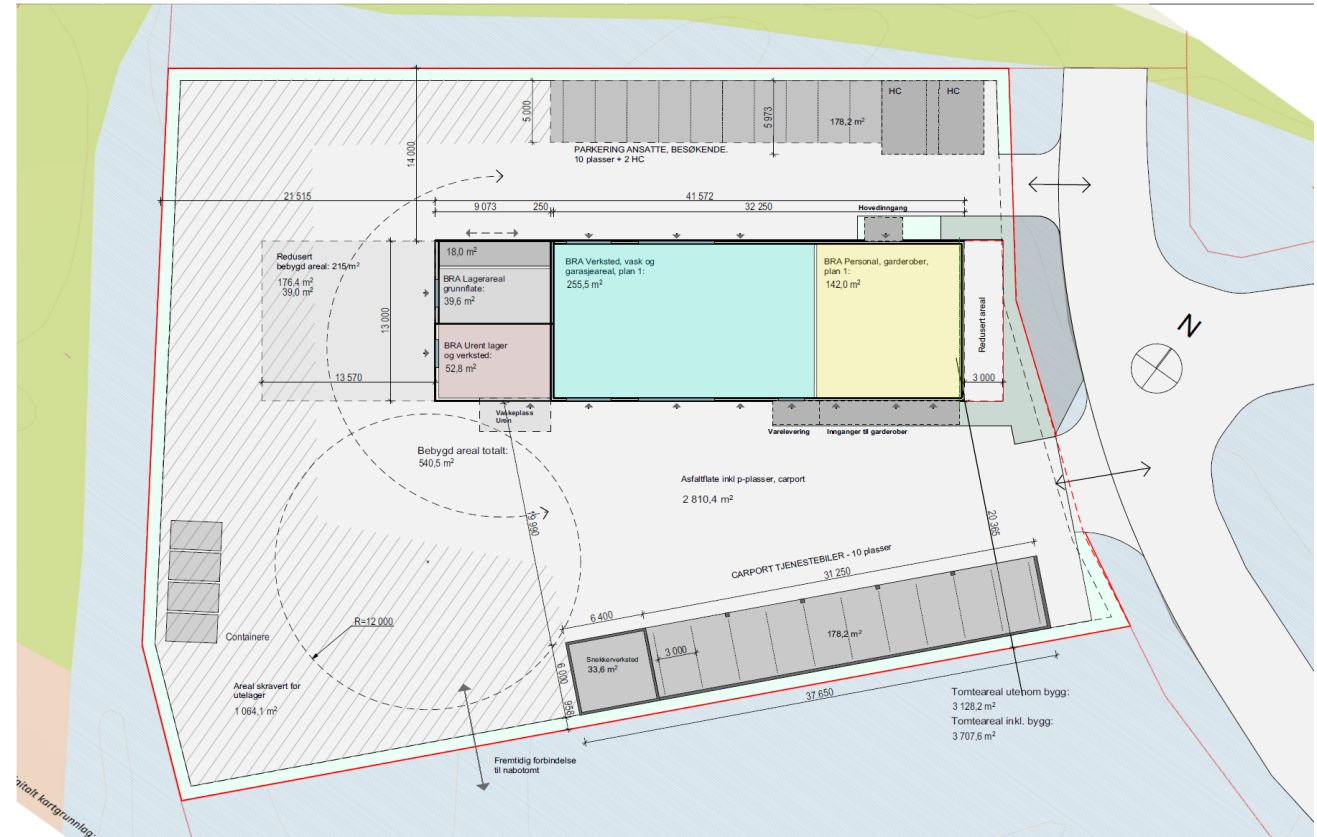 HC
HC
5 000
5 973
178,2 m²
PARKERING ANSATTE, BESØKENDE.
10 plasser + 2 HC
14 000
21 515
41 572
9 073
250
32 250
Hovedinngang
Redusert
bebygd areal: 215/m²
176,4 m²
39,0 m²
18,0 m²
BRA Lagerareal
grunnflate:
39,6 m²
BRA Verksted, vask og
garasjeareal, plan 1:
255,5 m²
BRA Personal, garderober,
plan 1:
142,0 m²
N
13 000
Redusert areal
BRA Urent lager
og verksted:
52,8 m²
13 570
3 000
Vaskeplass
Uren
Varelevering
Innganger til garderober
Bebygd areal totalt:
540,5 m²
Asfaltflate inkl p-plasser, carport
2 810,4 m²
19 990
20 365
CARPORT TJENESTEBILER - 10 plasser
31 250
6 400
R=12 000
Containere
Snekkerverksted
33,6 m²
3 000
178,2 m²
6 000
958
37 650
Areal skravert for
utelager
1 064,1 m²
Tomteareal utenom bygg:
3 128,2 m²
Tomteareal inkl. bygg:
3 707,6 m²
Fremtidig forbindelse
til nabotomt
igitalt kartgrunnlag: